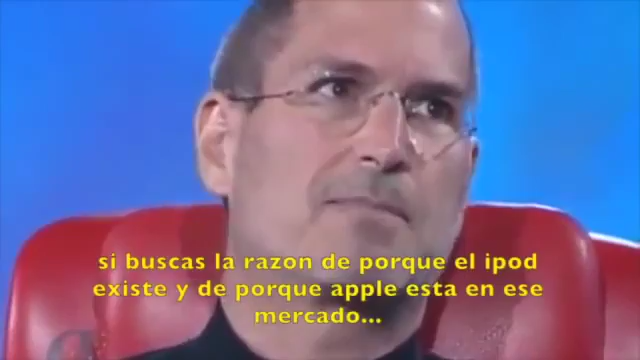 si buscas la razon de porque el ipod
existe y de porque apple esta en ese
mercado...